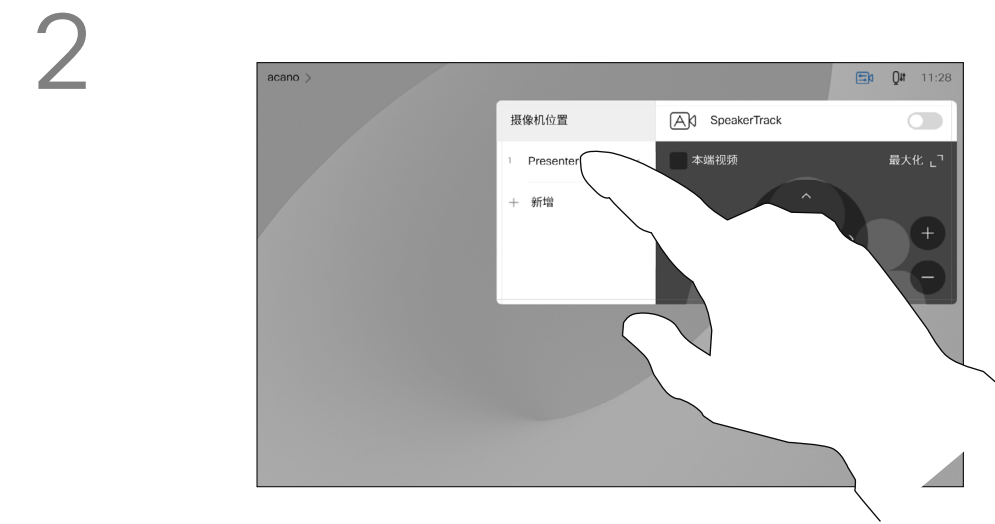 2
acano >
11:28
摄像机位置
SpeakerTrack
1 Presenter
本端视频
最大化
+ 新增